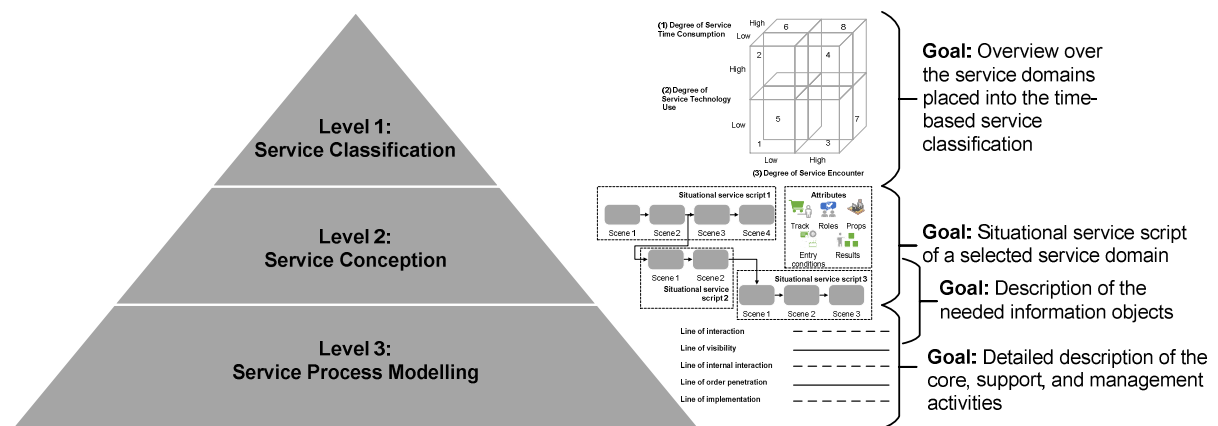 Level 1:
Service Classification
Level 2:
Service Conception
Level 3:
Service Process Modelling
(1) Degree of Service
Time Consumption
High
Low
6
8
2
4
High
(2) Degree of
Service Technology
Use
Low
5
7
1
3
Low
High
(3) Degree of Service Encounter
Situational service script 1
Scene 1
Scene 2
Scene 3
Scene 4
Attributes
Track
Roles
Props
Entry
conditions
Results
Scene 1
Scene 2
Situational service
script 2
Situational service script 3
Scene 1
Scene 2
Scene 3
Line of interaction
Line of visibility
Line of internal interaction
Line of order penetration
Line of implementation
Goal: Overview over
the service domains
placed into the time-
based service
classification
Goal: Situational service script
of a selected service domain
Goal: Description of the
needed information objects
Goal: Detailed description of the
core, support, and management
activities